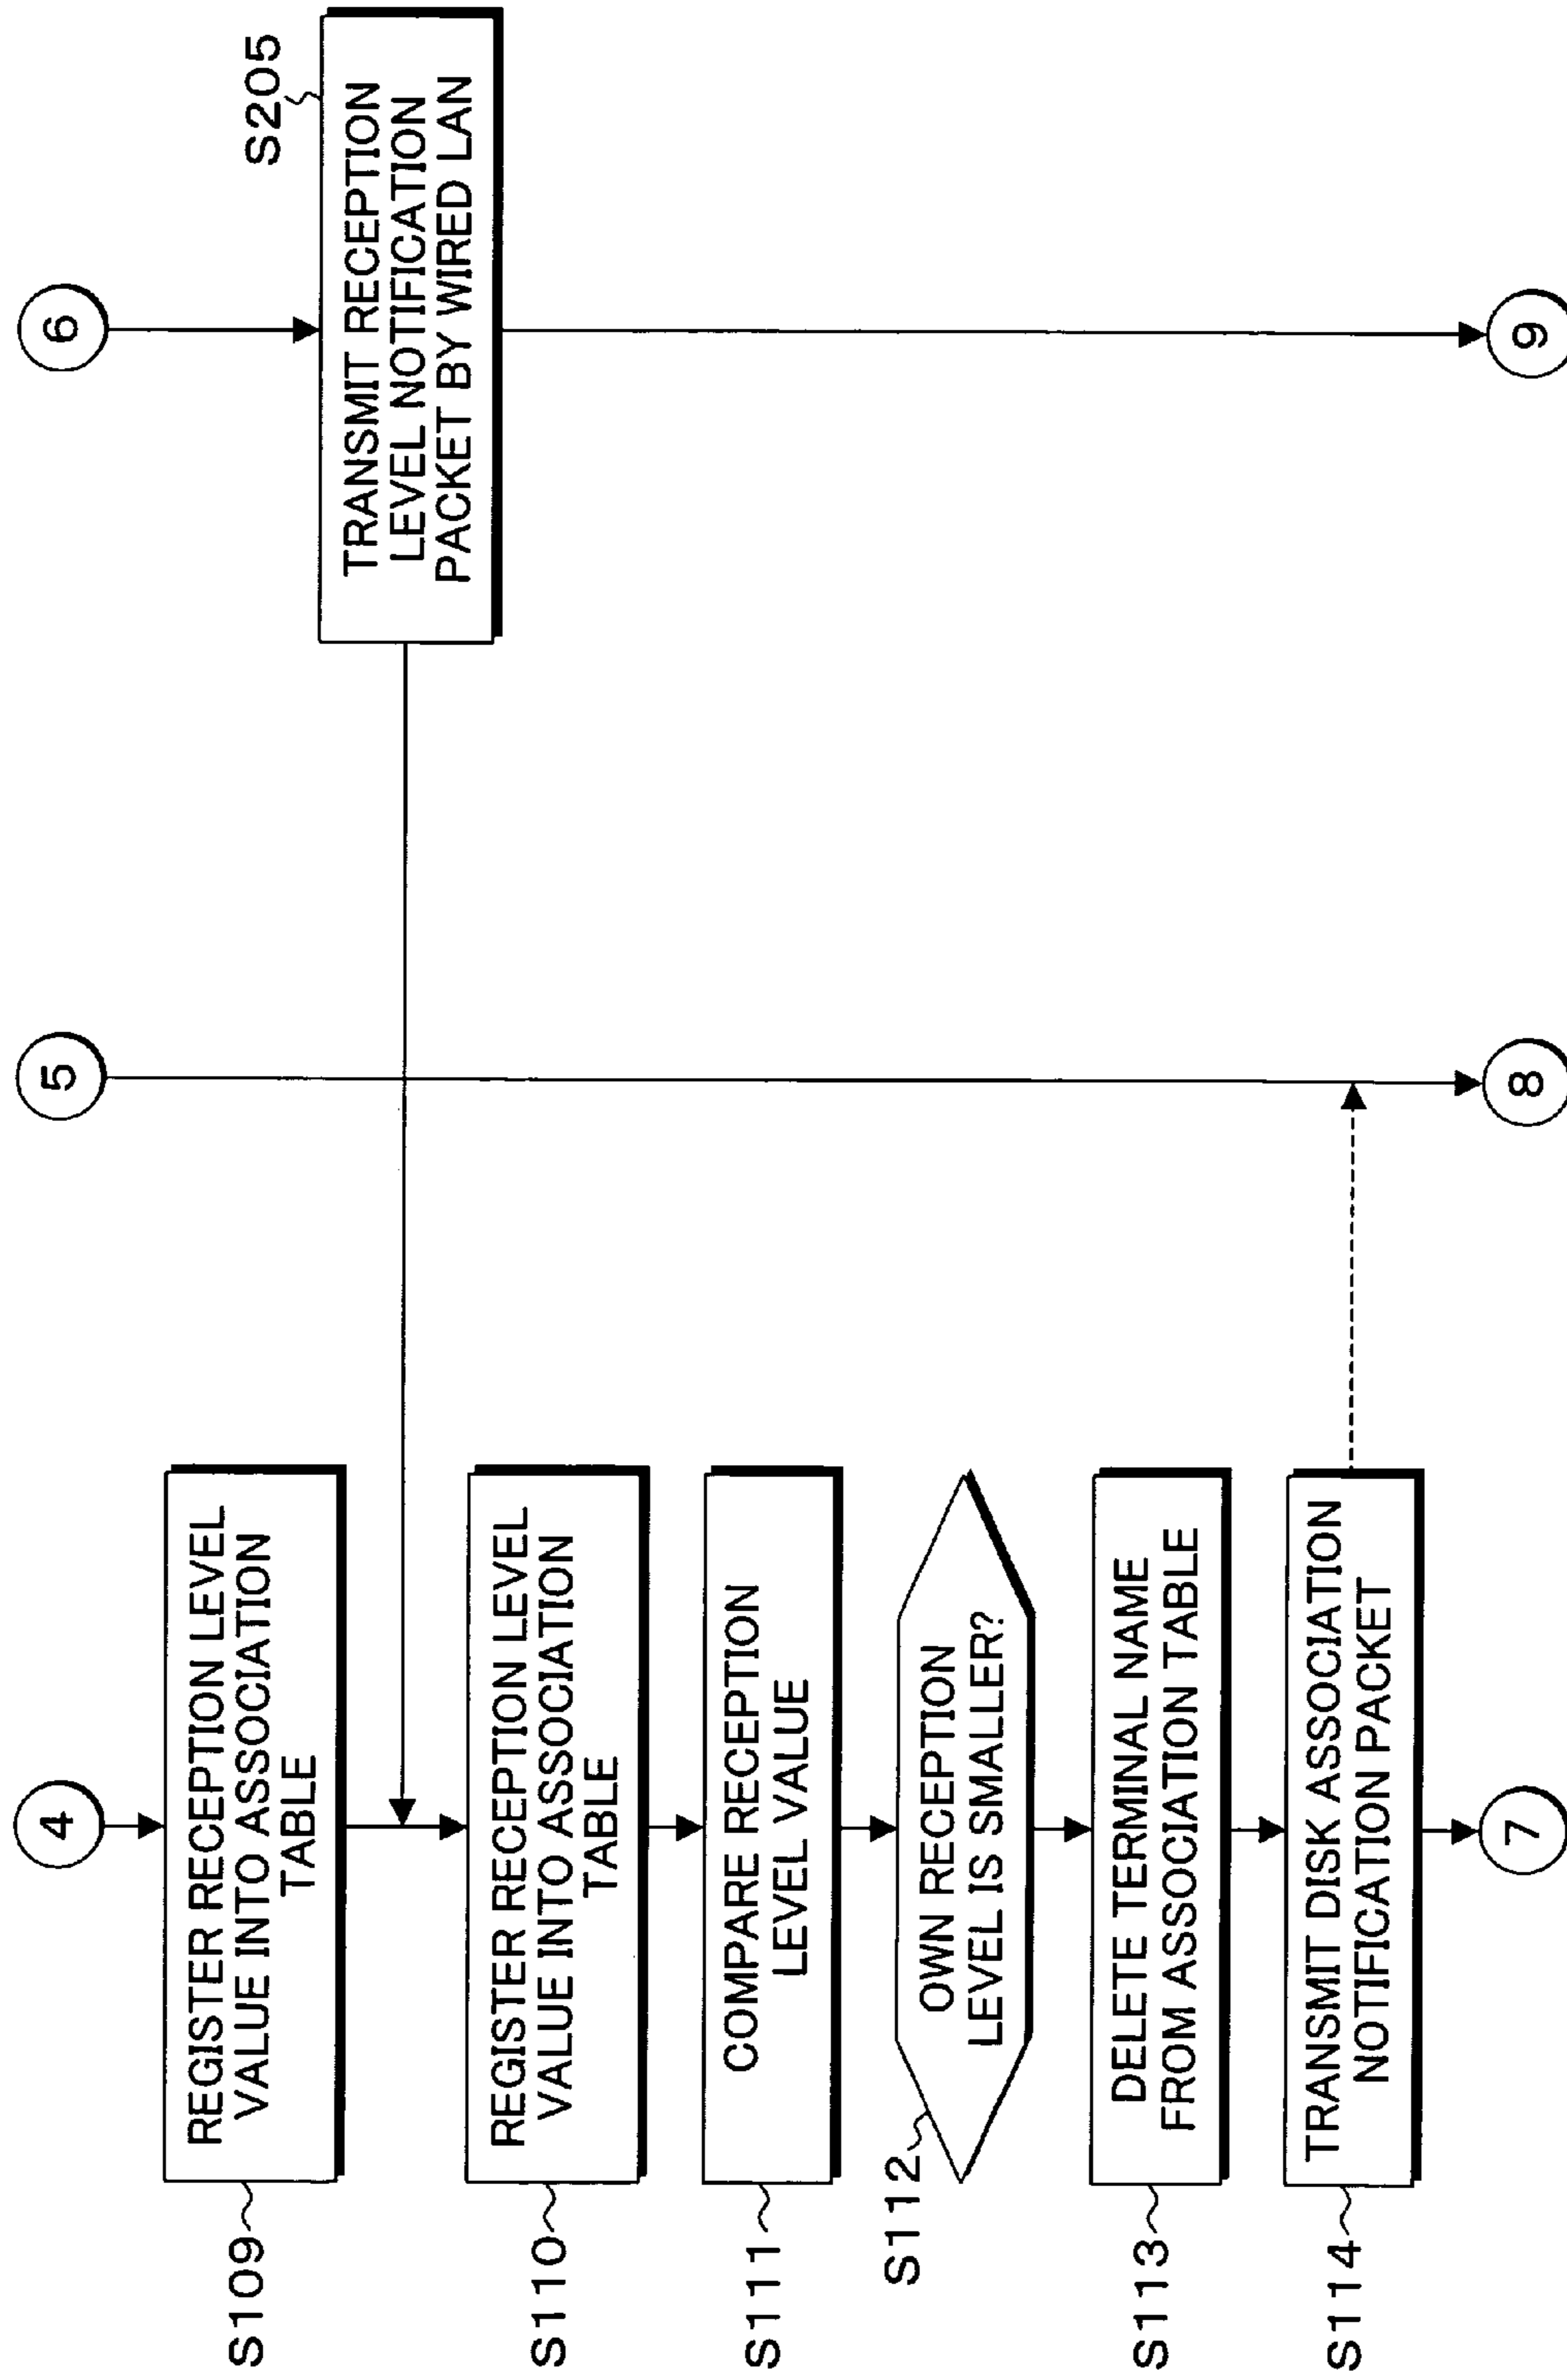 4
5
6
S109
REGISTER RECEPTION LEVEL
VALUE INTO ASSOCIATION
TABLE
S205
TRANSMIT RECEPTION
LEVEL NOTIFICATION
PACKET BY WIRED LAN
S110
REGISTER RECEPTION LEVEL
VALUE INTO ASSOCIATION
TABLE
S111
COMPARE RECEPTION
LEVEL VALUE
S112
OWN RECEPTION
LEVEL IS SMALLER?
S113
DELETE TERMINAL NAME
FROM ASSOCIATION TABLE
S114
TRANSMIT DISK ASSOCIATION
NOTIFICATION PACKET
7
8
9